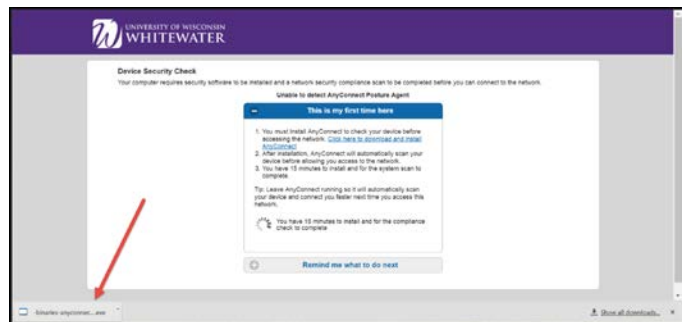 UNIVERSITY OF WISCONSIN
WHITEWATER
Device Security Check
Your computer requires security software to be installed and a network security compliance scan to be completed before you can connect to the network.
Unable to detect AnyConnect Posture Agent
This is my first time here
1. You must install AnyConnect to check your device before
accessing the network. Click here to download and install
AnyConnect
2. After installation, AnyConnect will automatically scan your
device before allowing you access to the network.
3. You have 15 minutes to install and for the system scan to
complete.
Tip: Leave AnyConnect running so it will automatically scan
your device and connect you faster next time you access this
network.
You have 15 minutes to install and for the compliance
check to complete
Remind me what to do next
binaries anyconnec....exe
Show all downloads...